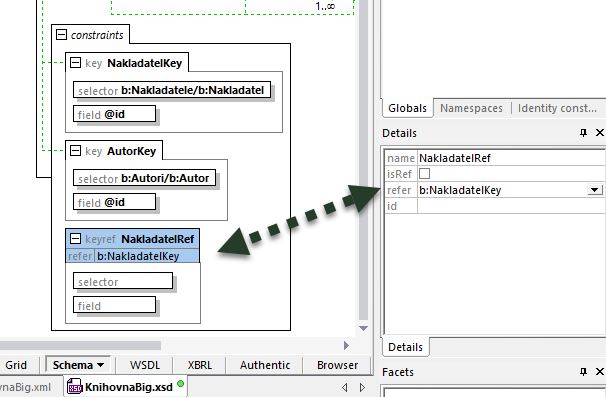 1..∞
constraints
key NakladatelKey
selector b:Nakladatele/b:Nakladatel
field @id
key AutorKey
selector b:Autori/b:Autor
field @id
keyref NakladatelRef
refer b:NakladatelKey
selector
field
Grid Schema WSDL XBRL Authentic Browser
vnaBig.xml KnihovnaBig.xsd
Globals Namespaces Identity const...
Details
name NakladatelRef
isRef
refer b:NakladatelKey
id
Details
Facets